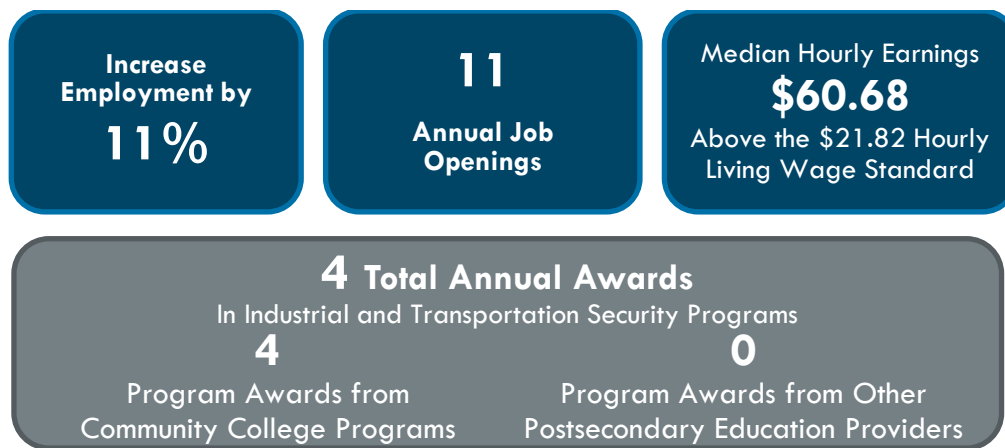 Increase
Employment by
11%
11
Annual Job
Openings
Median Hourly Earnings
$60.68
Above the $21.82 Hourly
Living Wage Standard
4 Total Annual Awards
In Industrial and Transportation Security Programs
4
Program Awards from
Community College Programs
0
Program Awards from Other
Postsecondary Education Providers